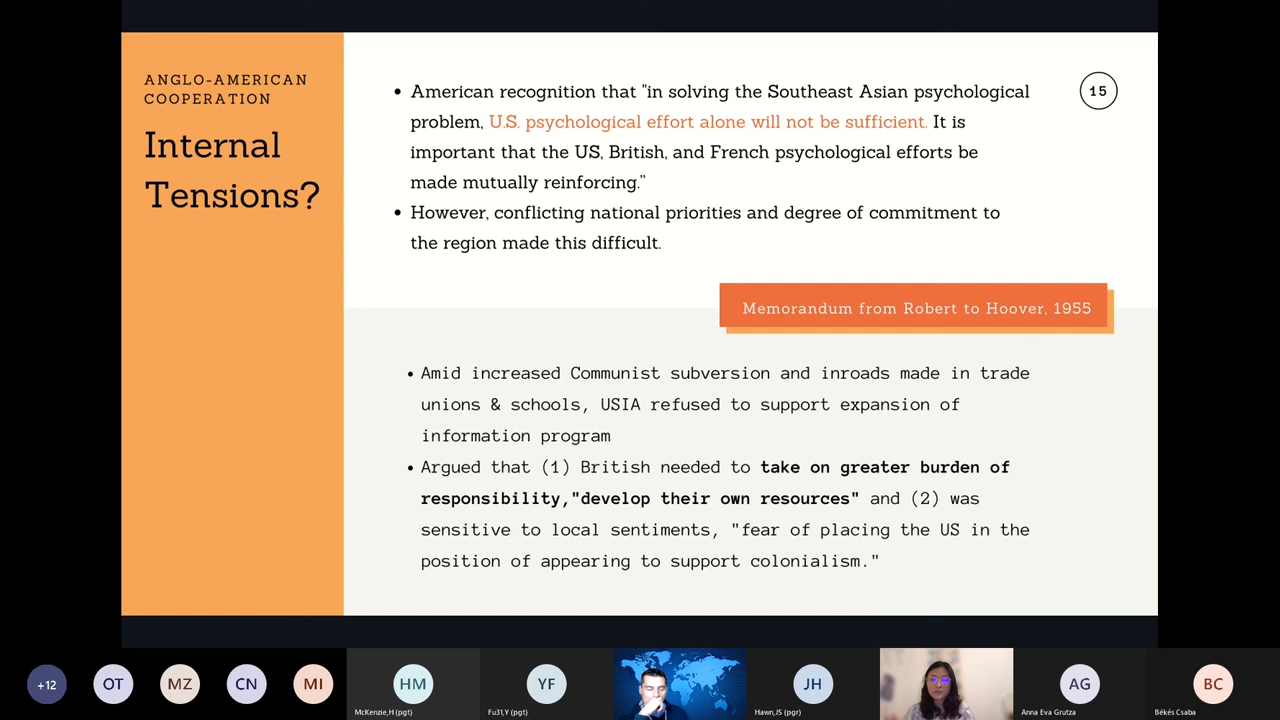 ANGLO-AMERICAN
COOPERATION
Internal
Tensions?
• American recognition that "in solving the Southeast Asian psychological
problem, U.S. psychological effort alone will not be sufficient. It is
important that the US, British, and French psychological efforts be
made mutually reinforcing.”
• However, conflicting national priorities and degree of commitment to
the region made this difficult.
15
Memorandum from Robert to Hoover, 1955
• Amid increased Communist subversion and inroads made in trade
unions & schools, USIA refused to support expansion of
information program
• Argued that (1) British needed to take on greater burden of
responsibility,"develop their own resources" and (2) was
sensitive to local sentiments, "fear of placing the US in the
position of appearing to support colonialism."
+12
OT
MZ
CN
MI
HM
McKenzie,H (pgt)
YF
Fu31,Y (pgt)
JH
Hawn,JS (pgr)
AG
Anna Eva Grutza
BC
Békés Csaba